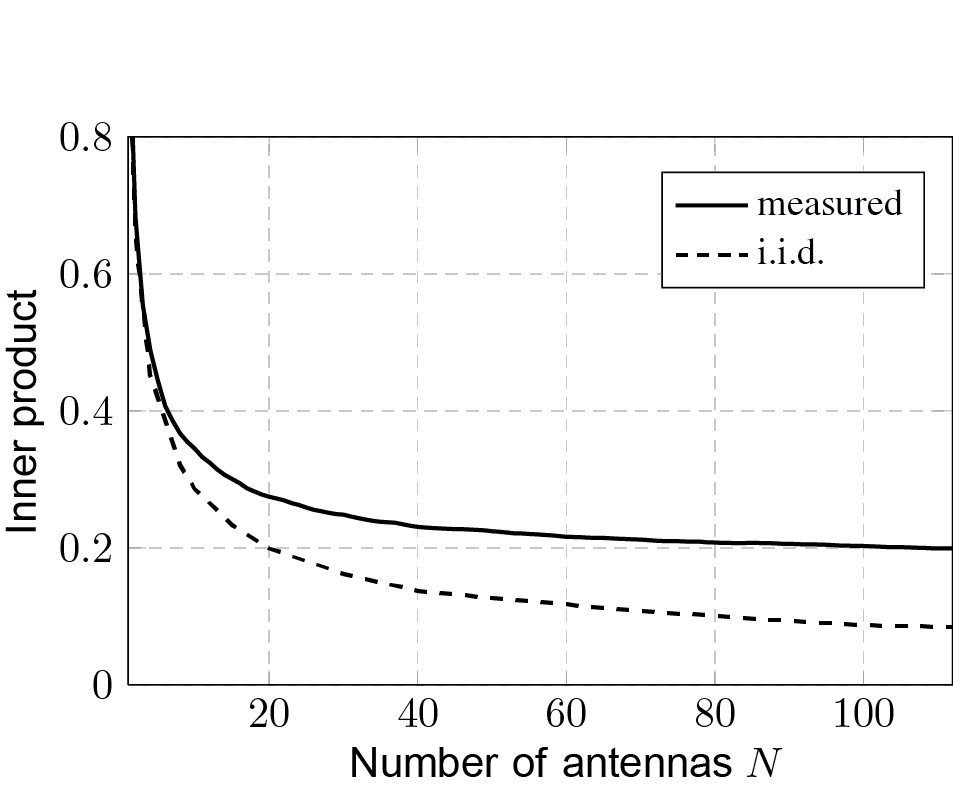 0.8
0.6
0.4
0.2
0
Inner product
measured
i.i.d.
20 40 60 80 100
Number of antennas N